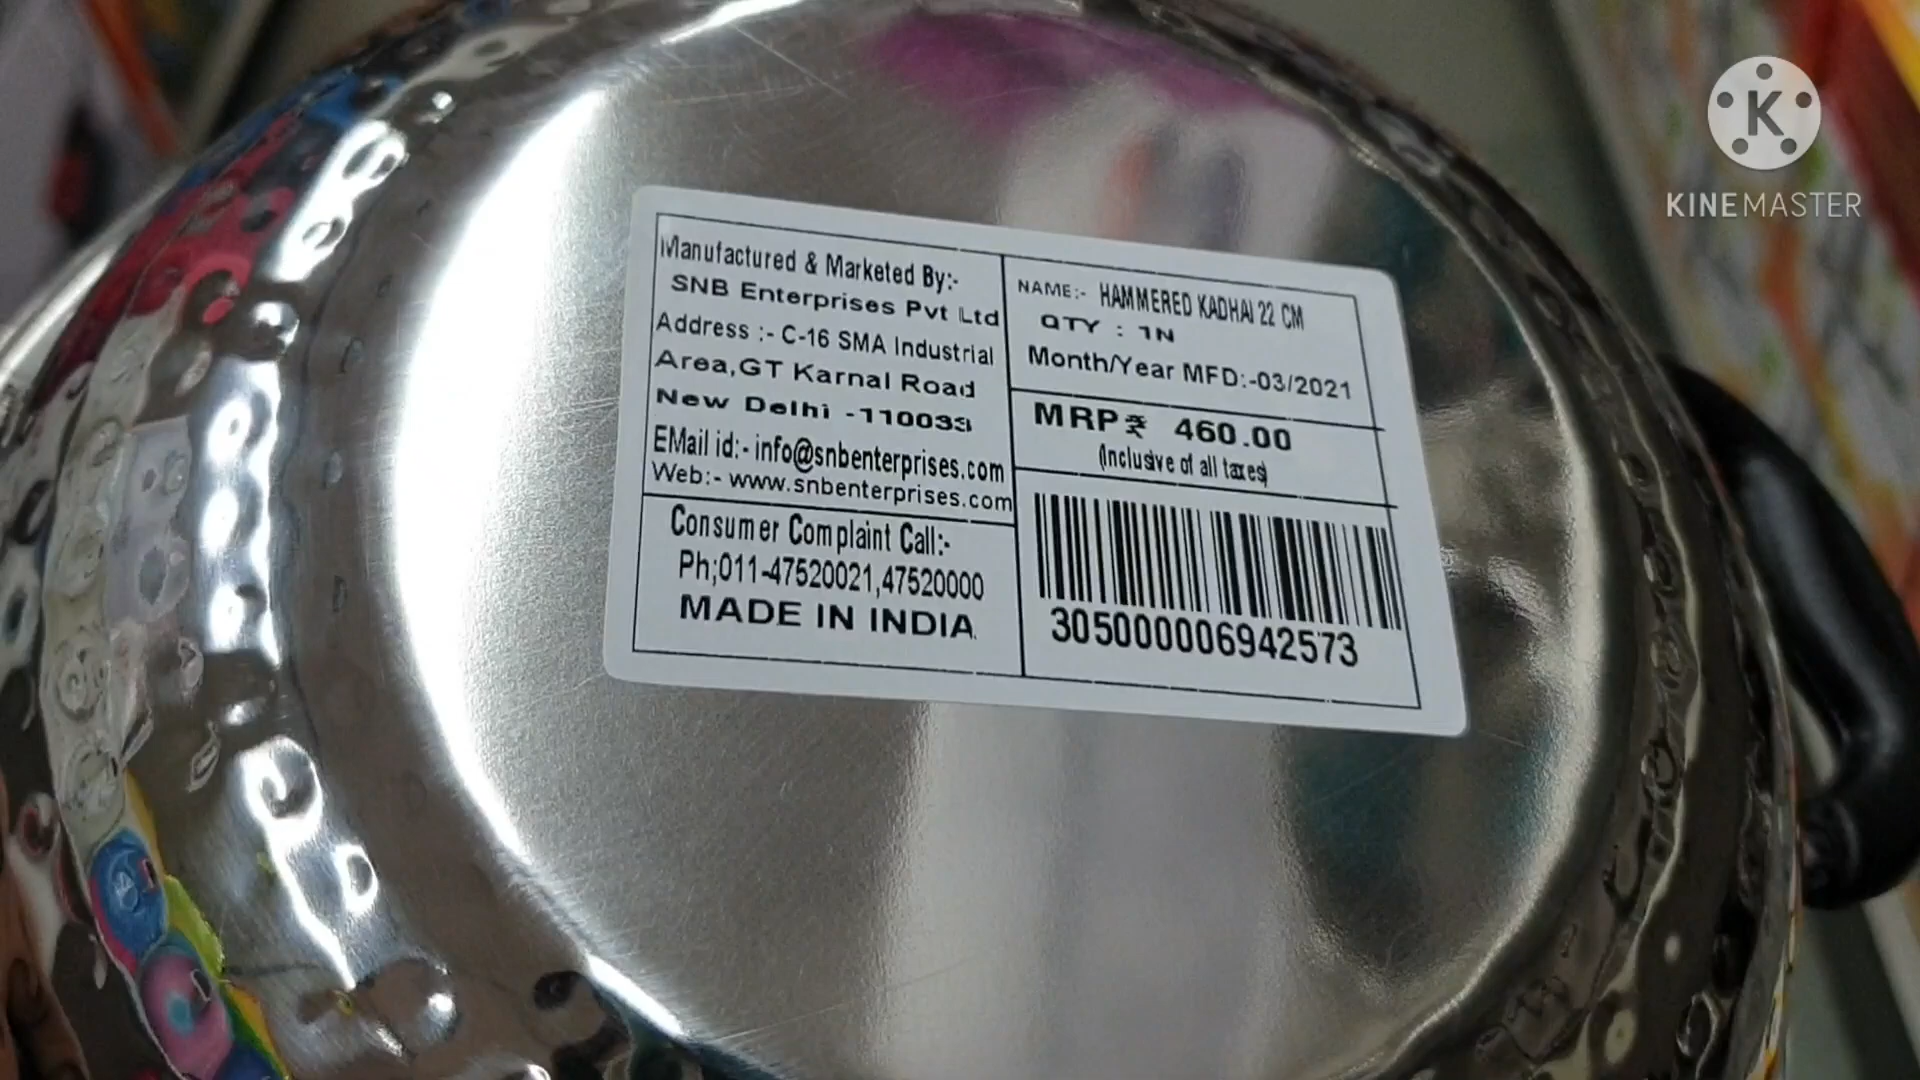 Manufactured & Marketed By:-
SNB Enterprises Pvt Ltd
Address :- C-16 SMA Industrial
Area,GT Karnal Road
New Delhi -110033
EMail id:- info@snbenterprises.com
Web:- www.snbenterprises.com
Consumer Complaint Call:-
Ph;011-47520021,47520000
MADE IN INDIA
NAME:- HAMMERED KADHAI 22 CM
QTY : 1N
Month/Year MFD:-03/2021
MRP₹ 460.00
(Inclusive of all taxes)
305000006942573
K
KINEMASTER